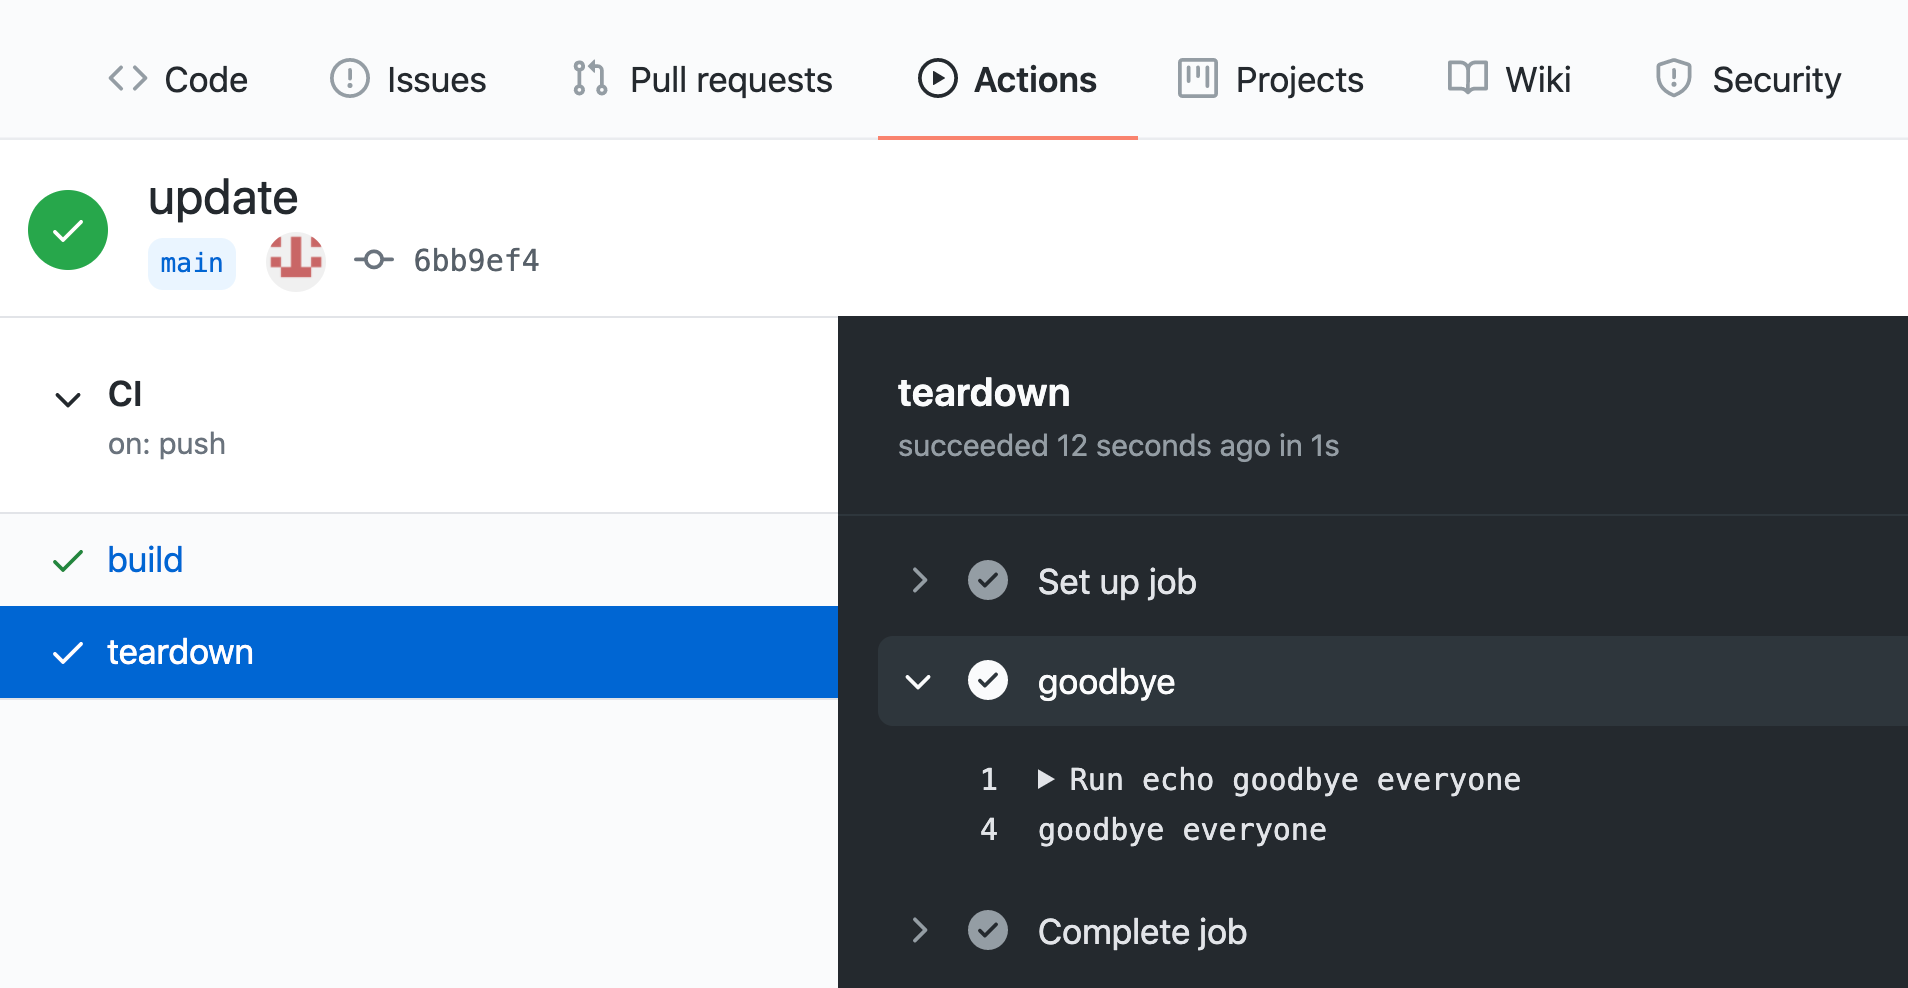 Code Issues Pull requests Actions Projects Wiki Security
update
main 6bb9ef4
CI
on: push
build
teardown
teardown
succeeded 12 seconds ago in 1s
Set up job
goodbye
1 Run echo goodbye everyone
4 goodbye everyone
Complete job